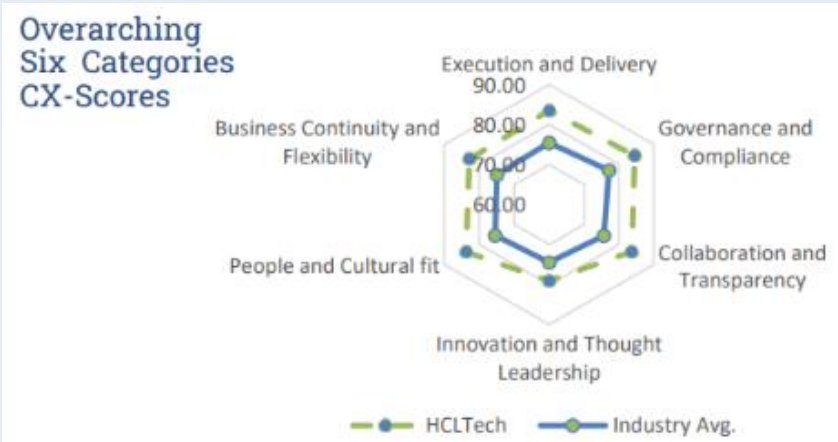 Overarching
Six Categories
CX-Scores
Execution and Delivery
90.00
80.00
70.00
60.00
Business Continuity and
Flexibility
Governance and
Compliance
People and Cultural fit
Collaboration and
Transparency
Innovation and Thought
Leadership
HCLTech
Industry Avg.